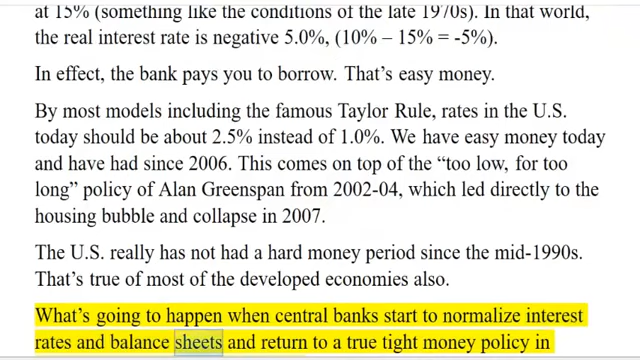 at 15% (something like the conditions of the late 1970s). In that world,
the real interest rate is negative 5.0%, (10% – 15% = -5%).
In effect, the bank pays you to borrow. That’s easy money.
By most models including the famous Taylor Rule, rates in the U.S.
today should be about 2.5% instead of 1.0%. We have easy money today
and have had since 2006. This comes on top of the “too low, for too
long” policy of Alan Greenspan from 2002-04, which led directly to the
housing bubble and collapse in 2007.
The U.S. really has not had a hard money period since the mid-1990s.
That’s true of most of the developed economies also.
What’s going to happen when central banks start to normalize interest
rates and balance sheets and return to a true tight money policy in